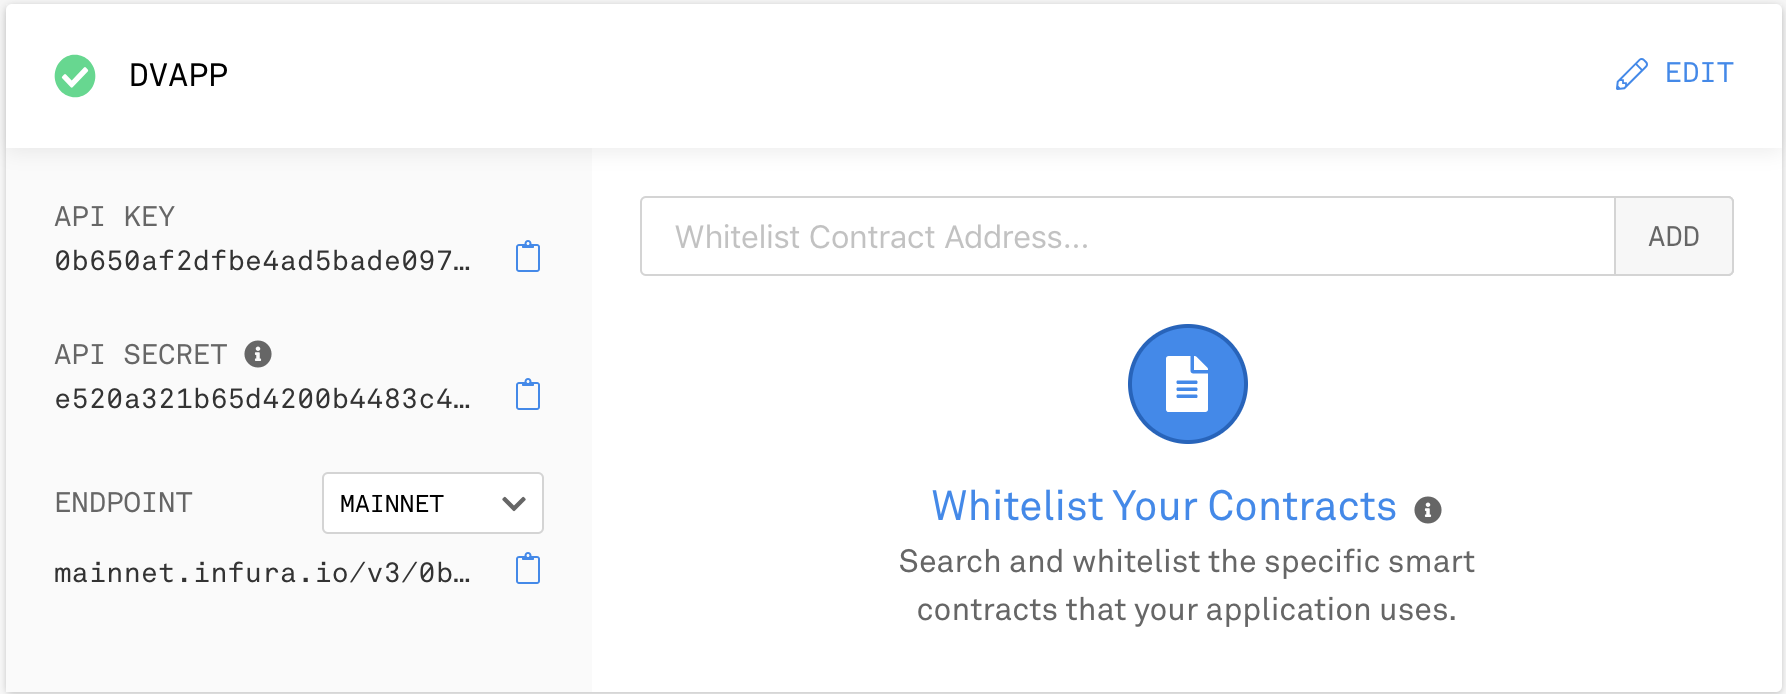 DVAPP
EDIT
API KEY
0b650af2dfbe4ad5bade097…
API SECRET
e520a321b65d4200b4483c4…
ENDPOINT
MAINNET
mainnet.infura.io/v3/0b…
Whitelist Contract Address...
ADD
Whitelist Your Contracts
Search and whitelist the specific smart
contracts that your application uses.